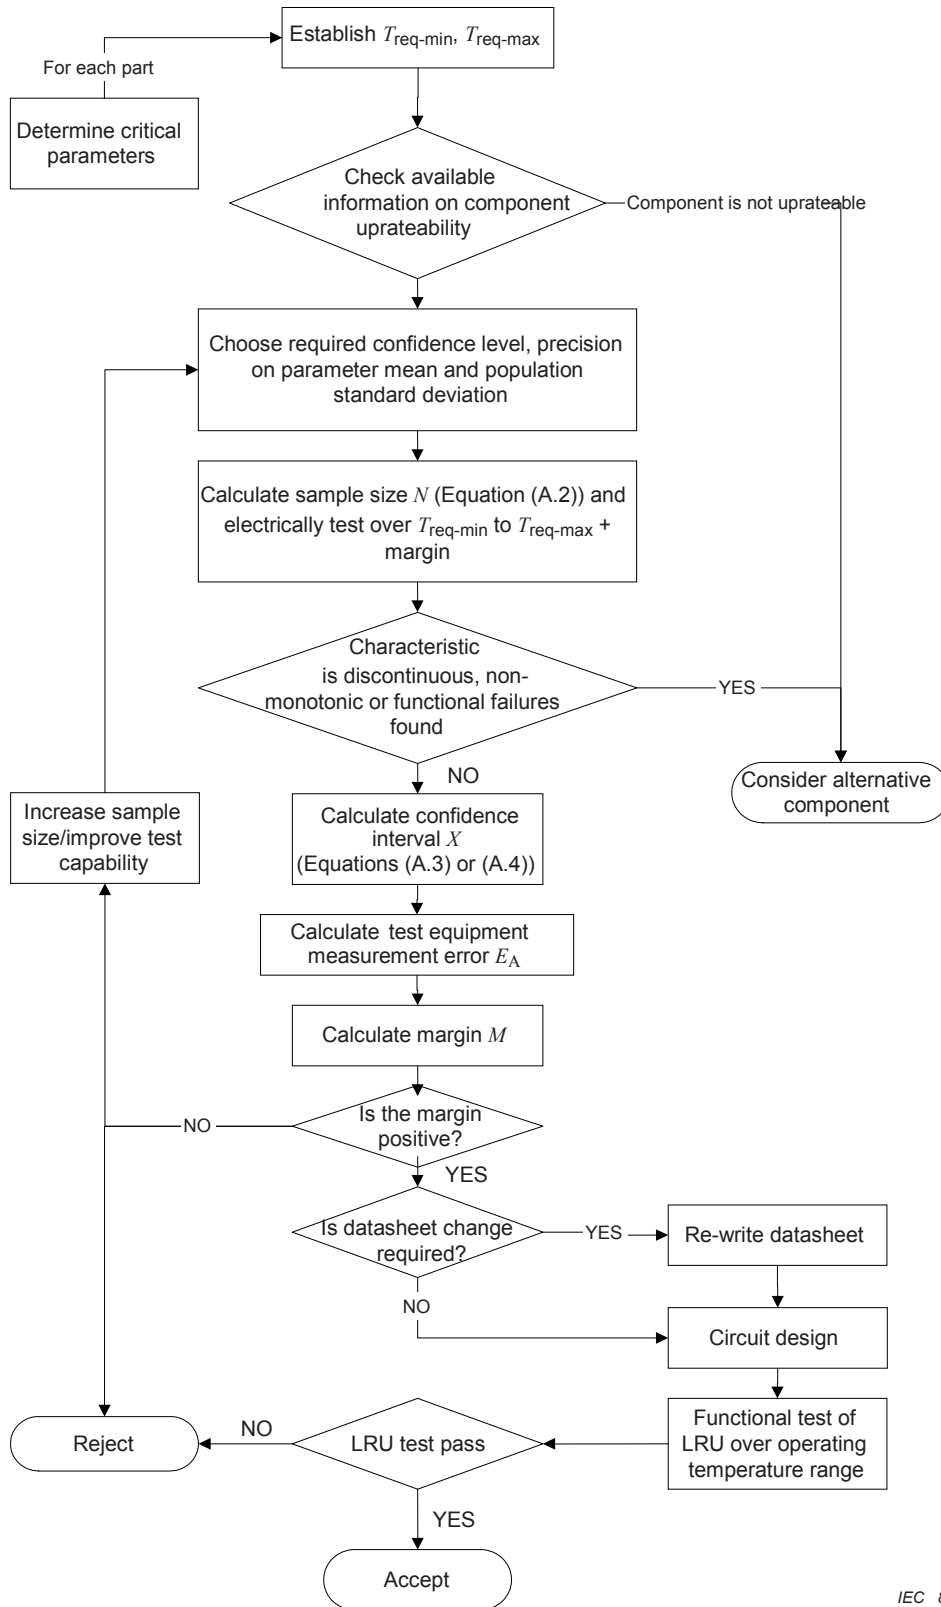 Establish T req-min, T req-max
For each part
Determine critical
parameters
Check available
information on component
uprateability
Component is not uprateable
Choose required confidence level, precision
on parameter mean and population
standard deviation
Calculate sample size N (Equation (A.2)) and
electrically test over T req-min to T req-max +
margin
Characteristic
is discontinuous, non-
monotonic or functional failures
found
YES
NO
Consider alternative
component
Increase sample
size/improve test
capability
Calculate confidence
interval X
(Equations (A.3) or (A.4))
Calculate test equipment
measurement error E A
Calculate margin M
Is the margin
positive?
NO
YES
Is datasheet change
required?
YES
Re-write datasheet
NO
Circuit design
Functional test of
LRU over operating
temperature range
LRU test pass
NO
Reject
YES
Accept
IEC